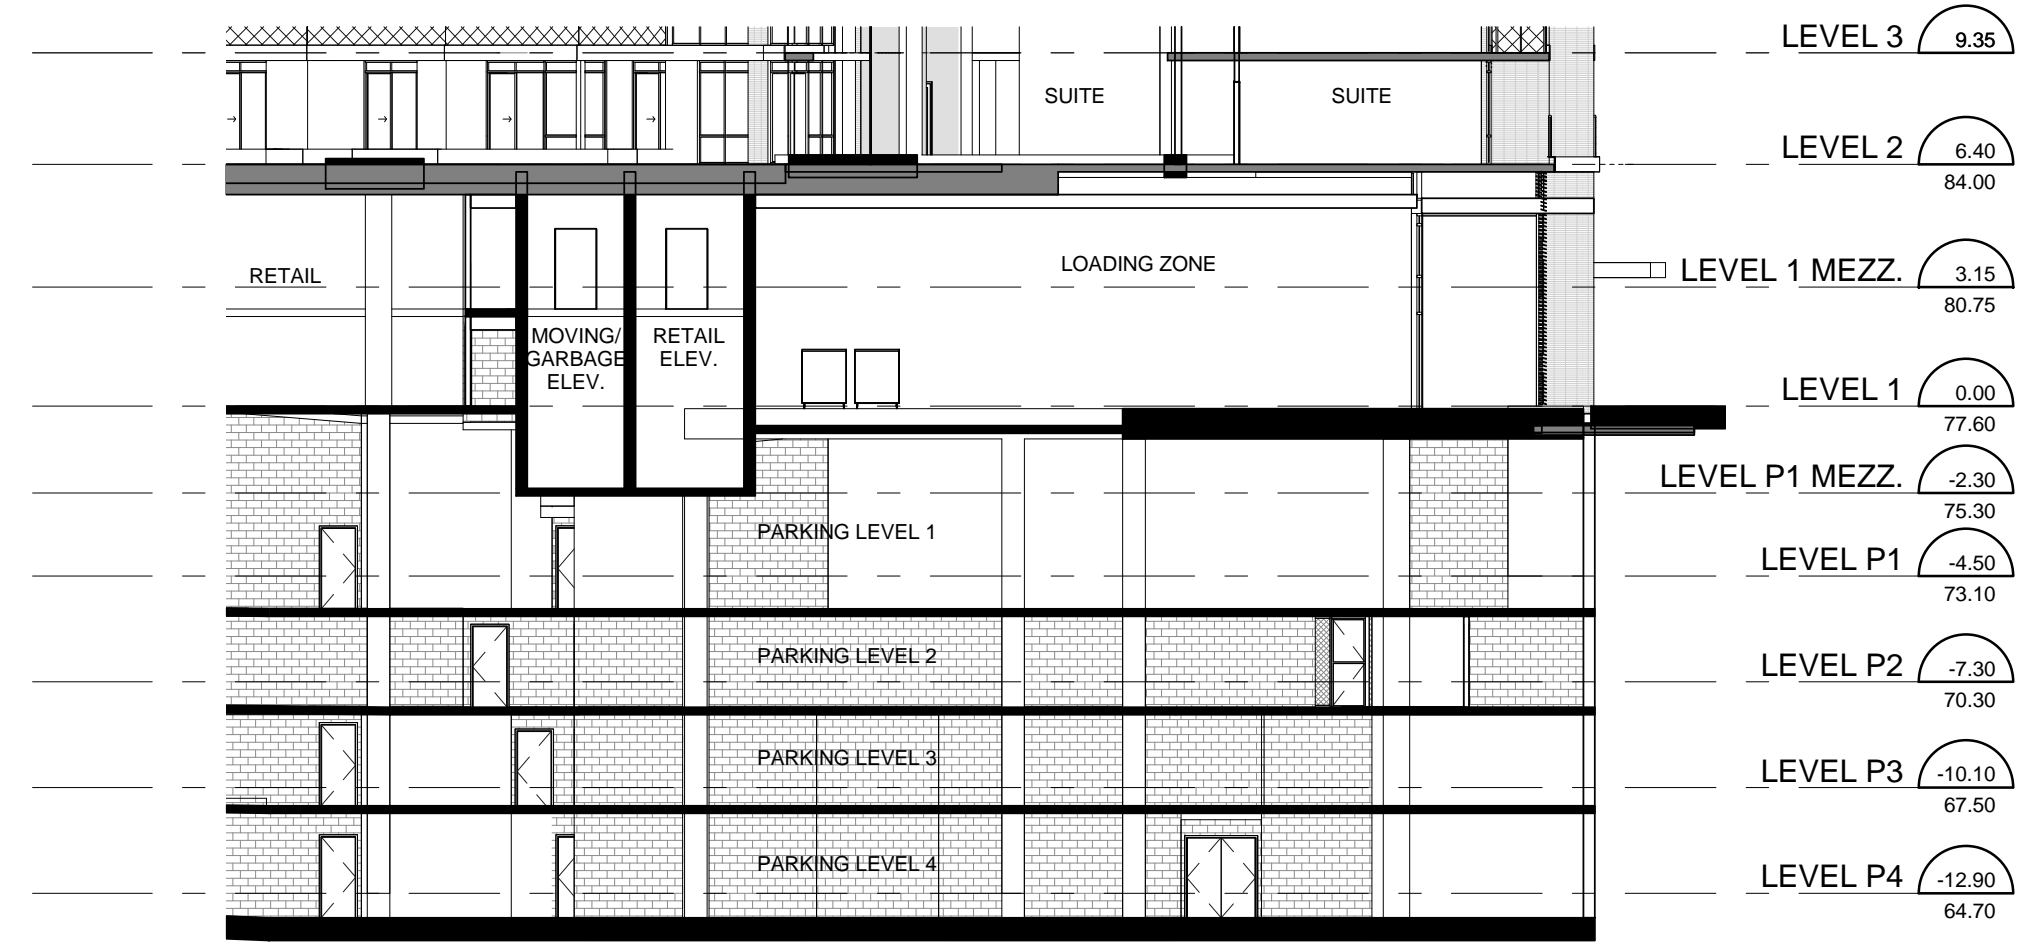 LEVEL 3 9.35
SUITE SUITE
LEVEL 2 6.40
84.00
RETAIL LOADING ZONE LEVEL 1 MEZZ. 3.15
80.75
MOVING/
GARBAGE
ELEV.
RETAIL
ELEV.
LEVEL 1 0.00
77.60
LEVEL P1 MEZZ. -2.30
75.30
PARKING LEVEL 1
LEVEL P1 -4.50
73.10
PARKING LEVEL 2
LEVEL P2 -7.30
70.30
PARKING LEVEL 3
LEVEL P3 -10.10
67.50
PARKING LEVEL 4
LEVEL P4 -12.90
64.70